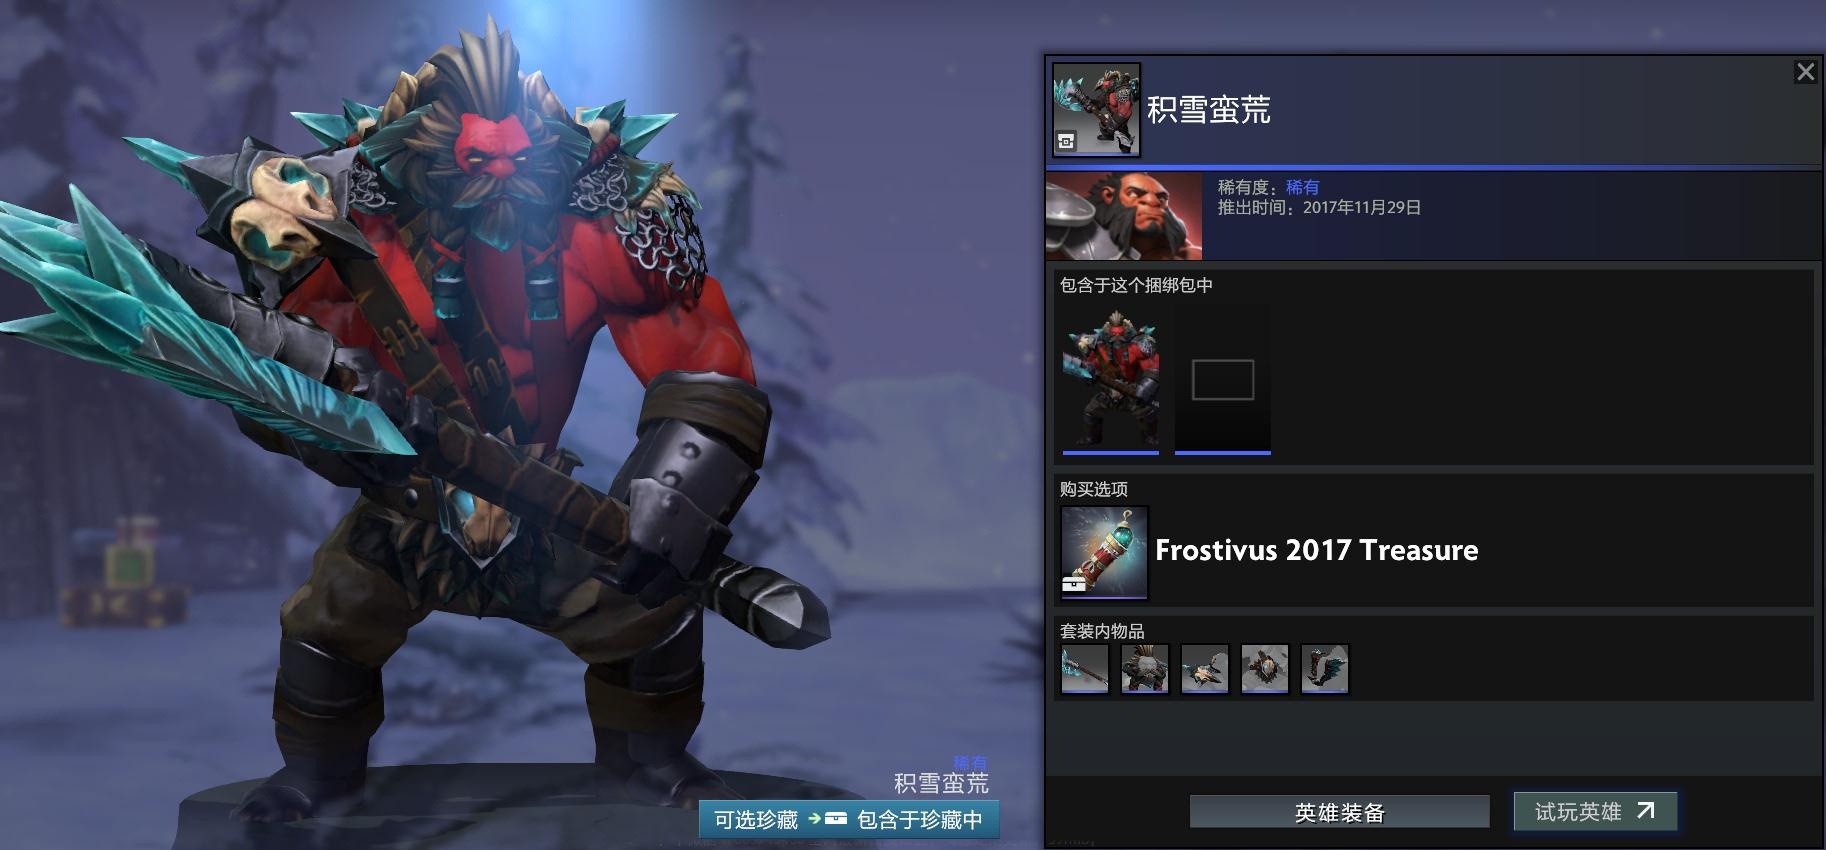 积雪蛮荒
稀有度：稀有
推出时间：2017年11月29日
包含于这个捆绑包中
购买选项
Frostivus 2017 Treasure
套装内物品
稀有
积雪蛮荒
可选珍藏 包含于珍藏中
英雄装备
试玩英雄